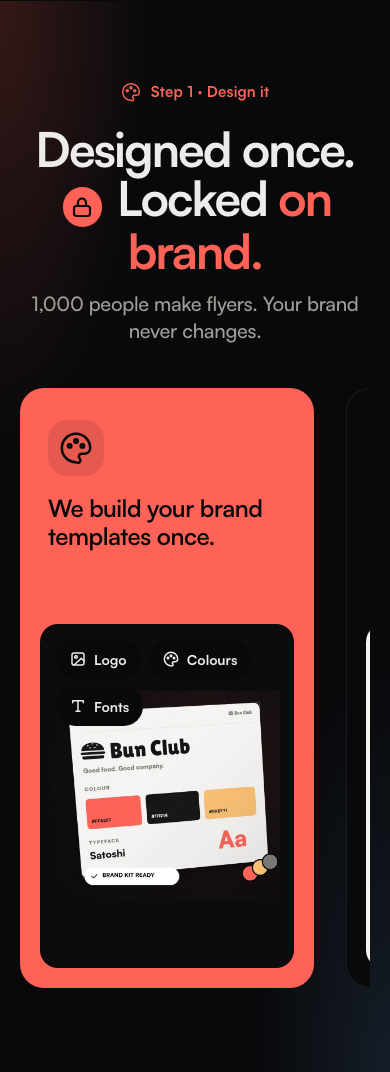 Step 1 · Design it
Designed once.
Locked on
brand.
1,000 people make flyers. Your brand
never changes.
We build your brand
templates once.
Logo
Colours
Fonts
Bun Club
Bun Club
Good food. Good company.
COLOUR
TYPEFACE
Satoshi
Aa
BRAND KIT READY